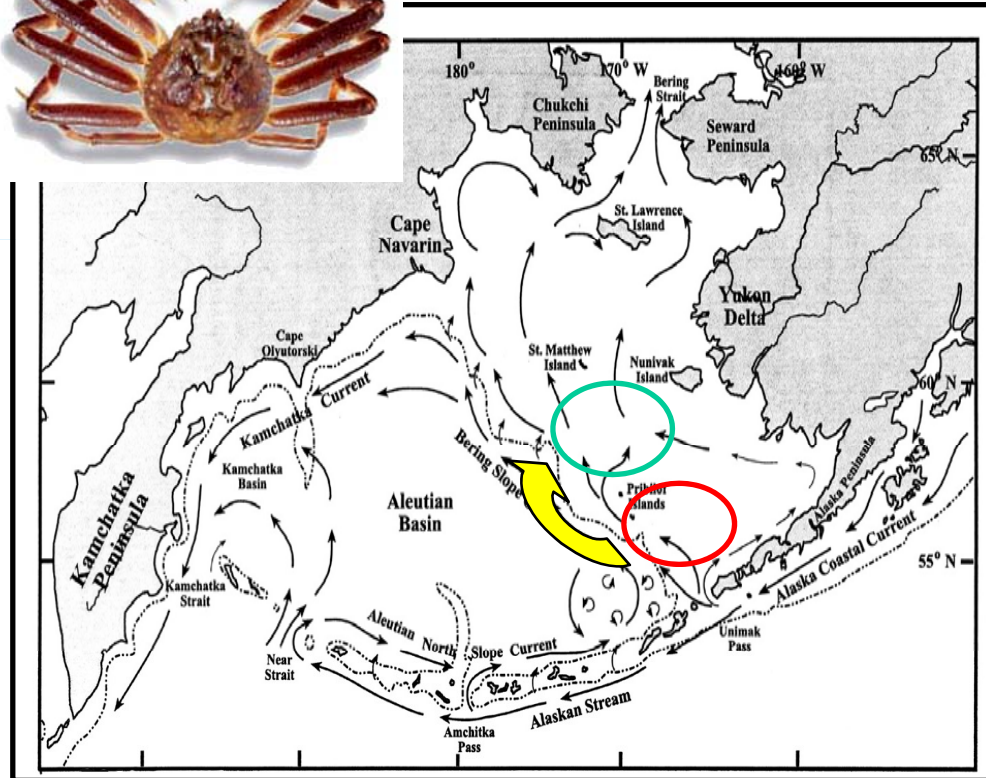 180°
170° W
160° W
Bering
Strait
Chukchi
Peninsula
Seward
Peninsula
65° N
St. Lawrence
Island
Cape
Navarin
Yukon
Delta
Cape
Olyutorski
St. Matthew
Island
Nunivak
Island
60° N
Kamchatka Current
Bering Slope
Kamchatka
Basin
Aleutian
Basin
Pribilof
Islands
Alaska Peninsula
Kamchatka
Peninsula
55° N
Alaska Coastal Current
Kamchatka
Strait
Aleutian North Slope Current
Unimak
Pass
Near
Strait
Alaskan Stream
Amchitka
Pass